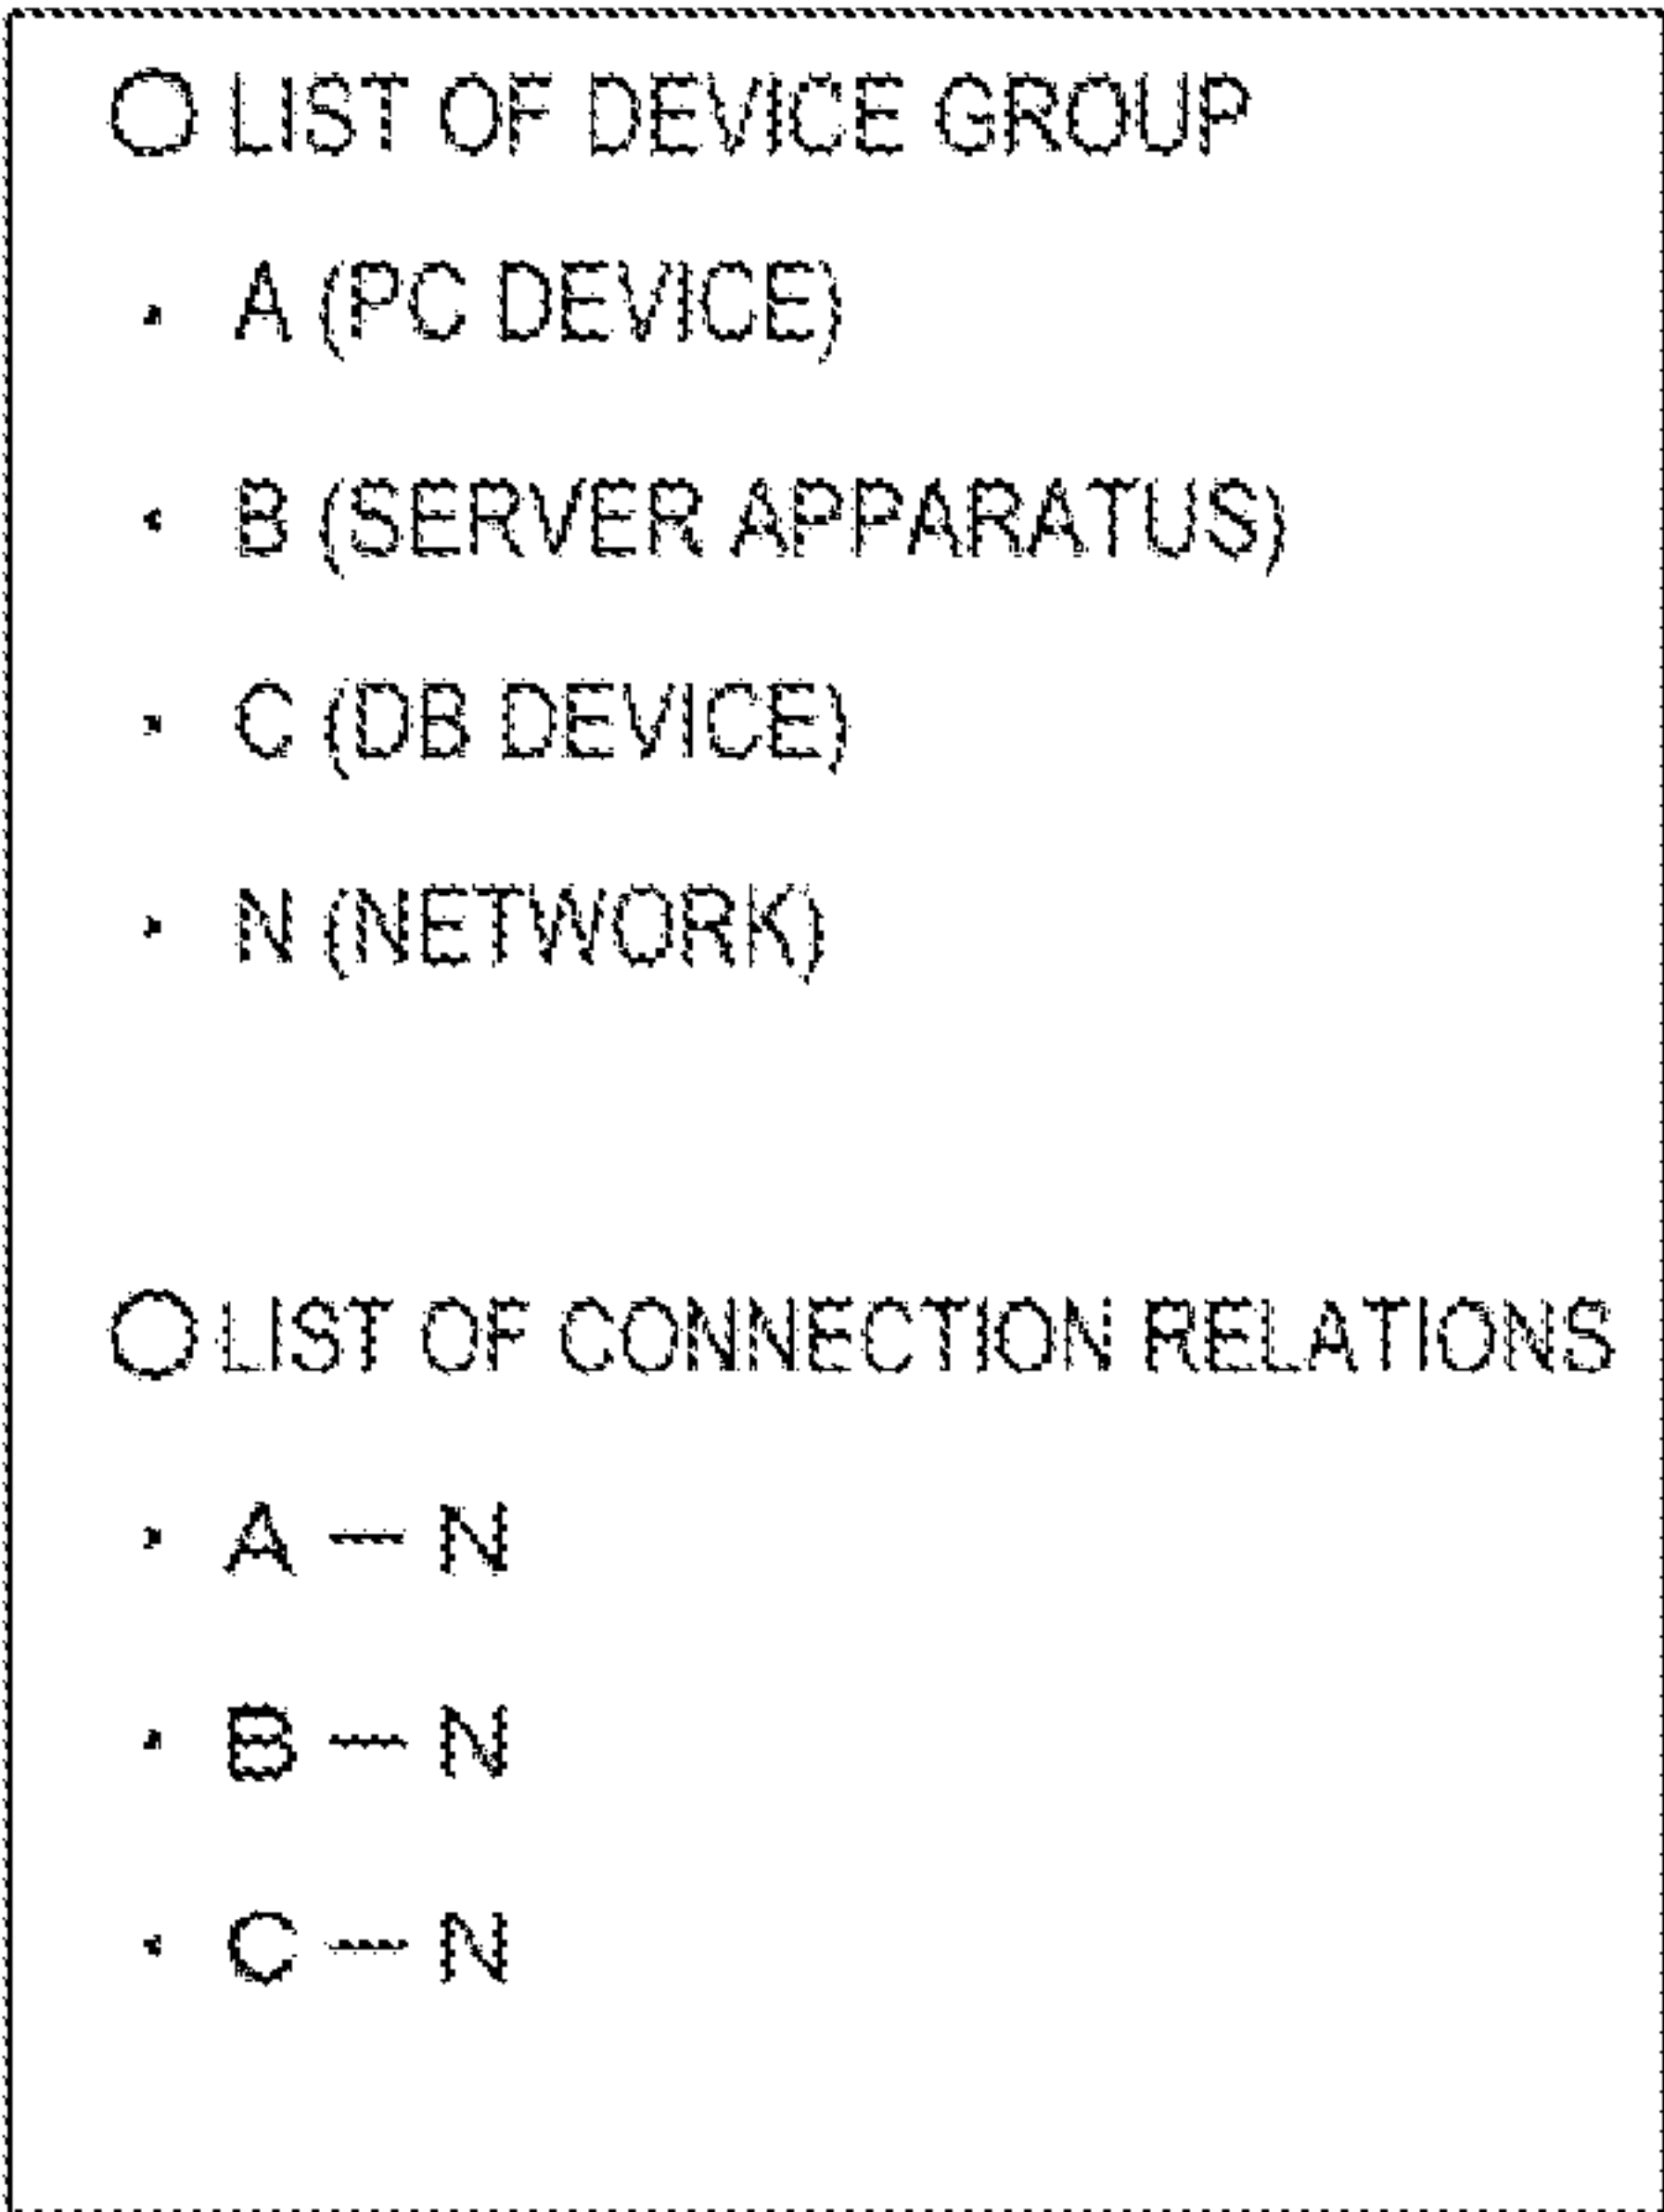 ○ LIST OF DEVICE GROUP
・ A (PC DEVICE)
・ B (SERVER APPARATUS)
・ C (DB DEVICE)
・ N (NETWORK)
○ LIST OF CONNECTION RELATIONS
・ A — N
・ B — N
・ C — N